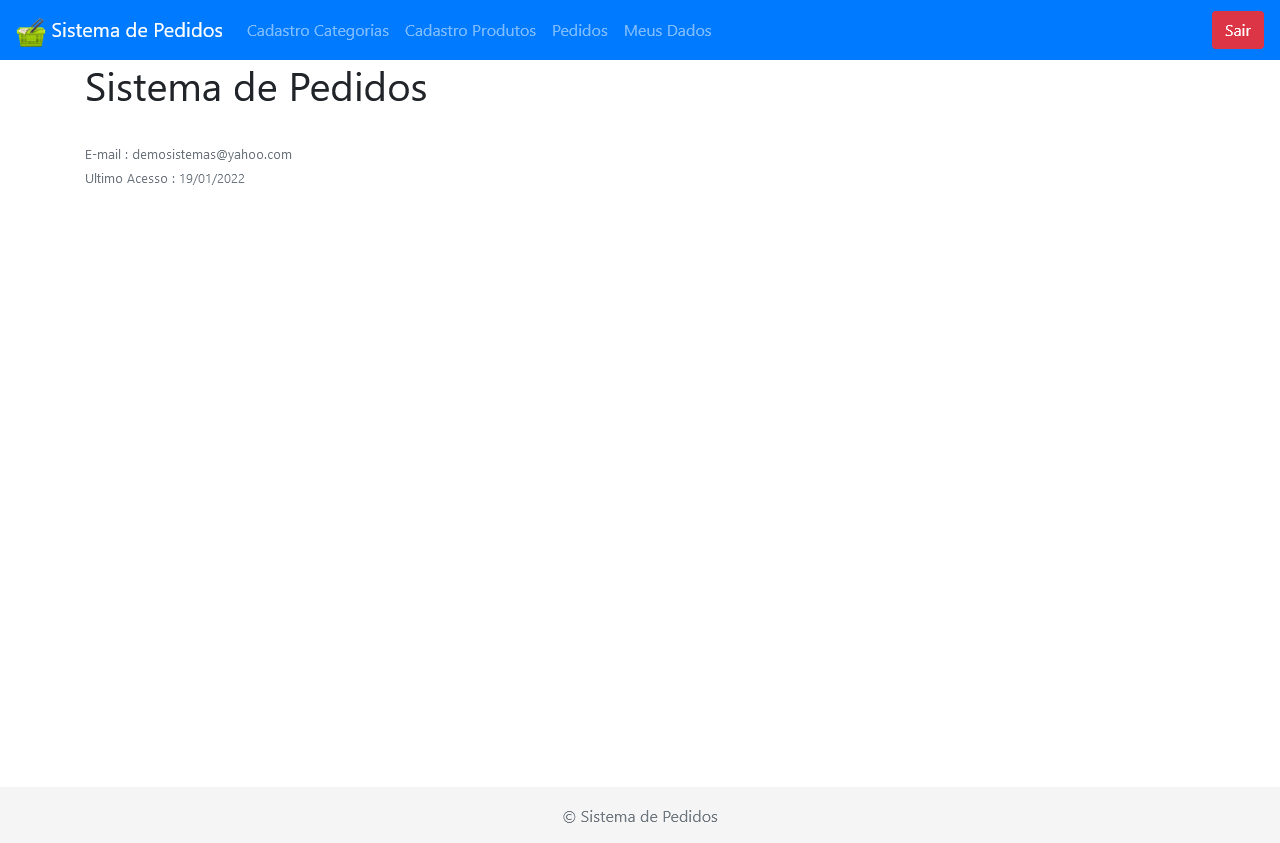 Sistema de Pedidos Cadastro Categorias Cadastro Produtos Pedidos Meus Dados Sair
Sistema de Pedidos
E-mail : demosistemas@yahoo.com
Ultimo Acesso : 19/01/2022
© Sistema de Pedidos